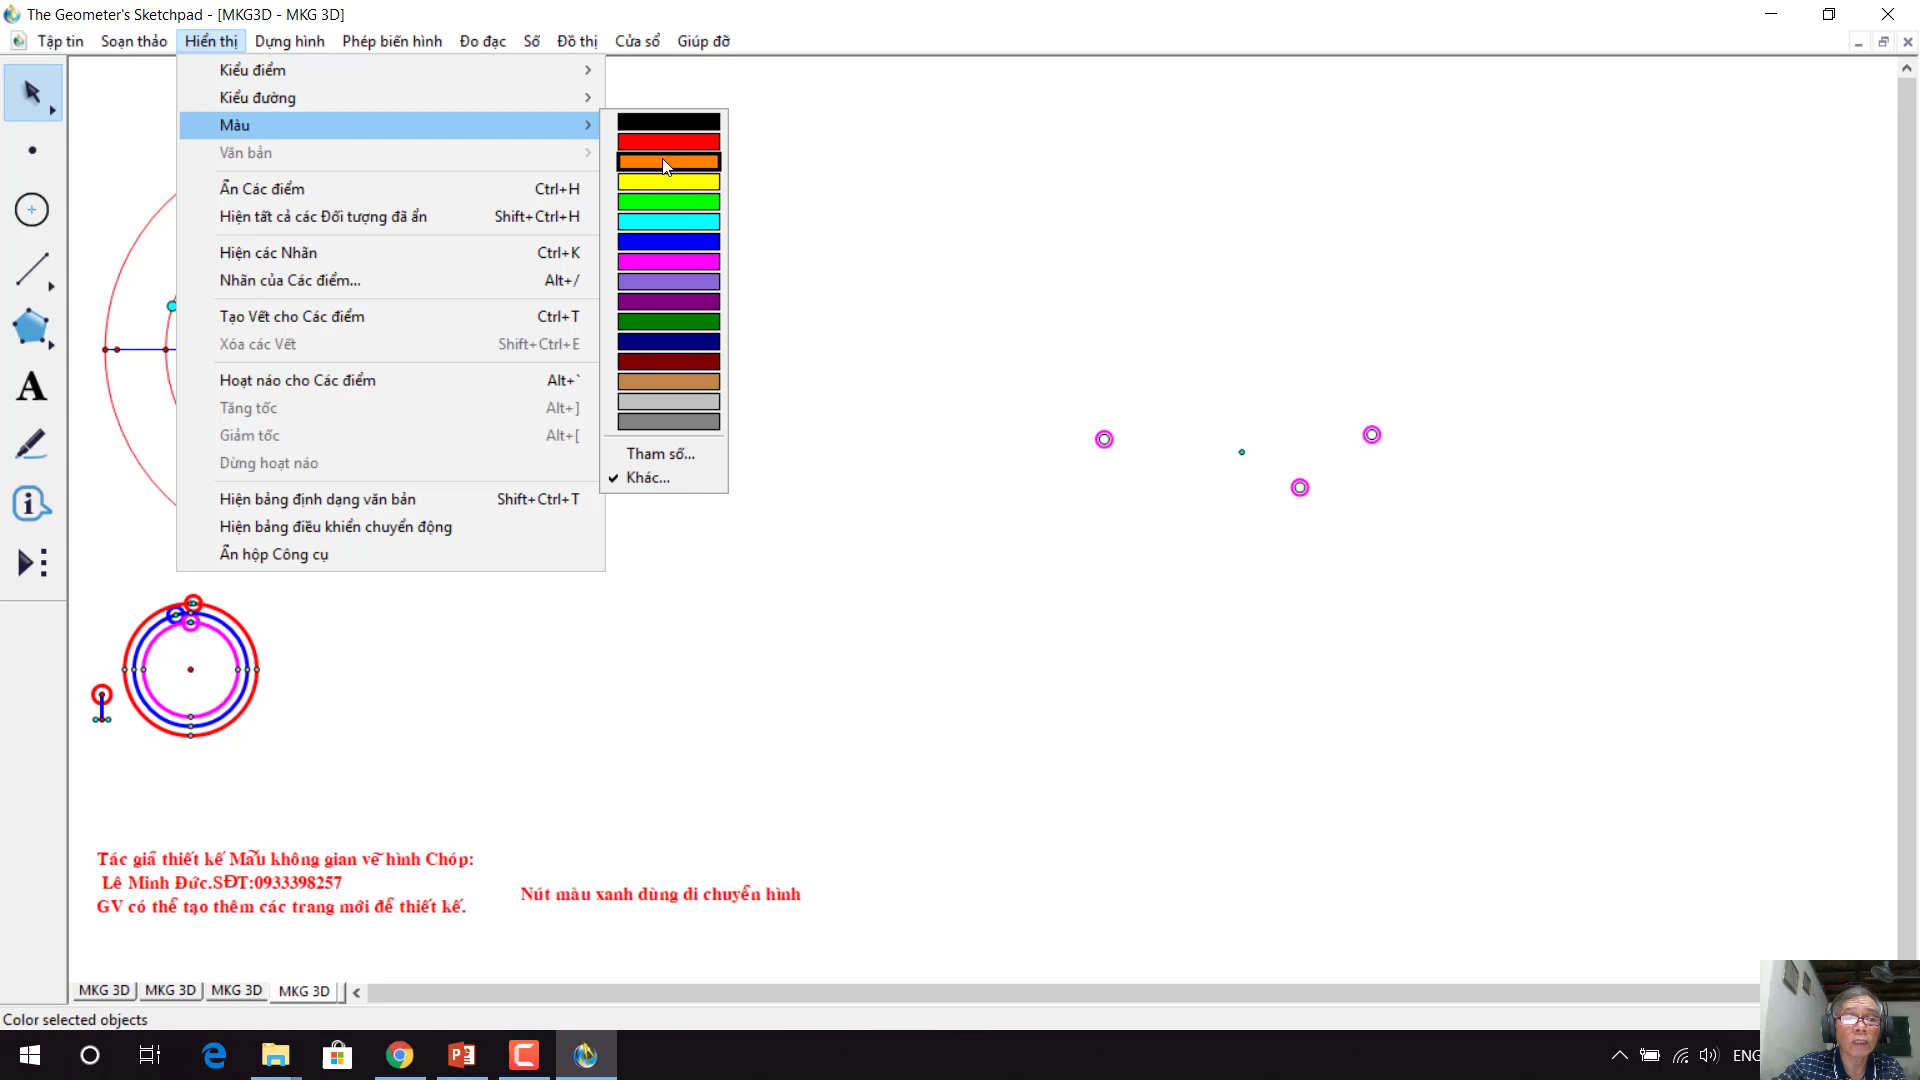 The Geometer's Sketchpad - [MKG3D - MKG 3D]
Tập tin Soạn thảo Hiển thị Dựng hình Phép biến hình Đo đạc Số Đồ thị Cửa sổ Giúp đỡ
Kiểu điểm
Kiểu đường
Màu
Văn bản
Ẩn Các điểm Ctrl+H
Hiện tất cả các Đối tượng đã ẩn Shift+Ctrl+H
Hiện các Nhãn Ctrl+K
Nhãn của Các điểm... Alt+/
Tạo Vết cho Các điểm Ctrl+T
Xóa các Vết Shift+Ctrl+E
Hoạt náo cho Các điểm Alt+`
Tăng tốc Alt+]
Giảm tốc Alt+[
Dừng hoạt náo
Hiện bảng định dạng văn bản Shift+Ctrl+T
Hiện bảng điều khiển chuyển động
Ẩn hộp Công cụ
Tham số...
Khác...
A
Tác giả thiết kế Mẫu không gian vẽ hình Chóp:
Lê Minh Đức.SĐT:0933398257
GV có thể tạo thêm các trang mới để thiết kế.
Nút màu xanh dùng di chuyển hình
MKG 3D MKG 3D MKG 3D MKG 3D
Color selected objects
ENG